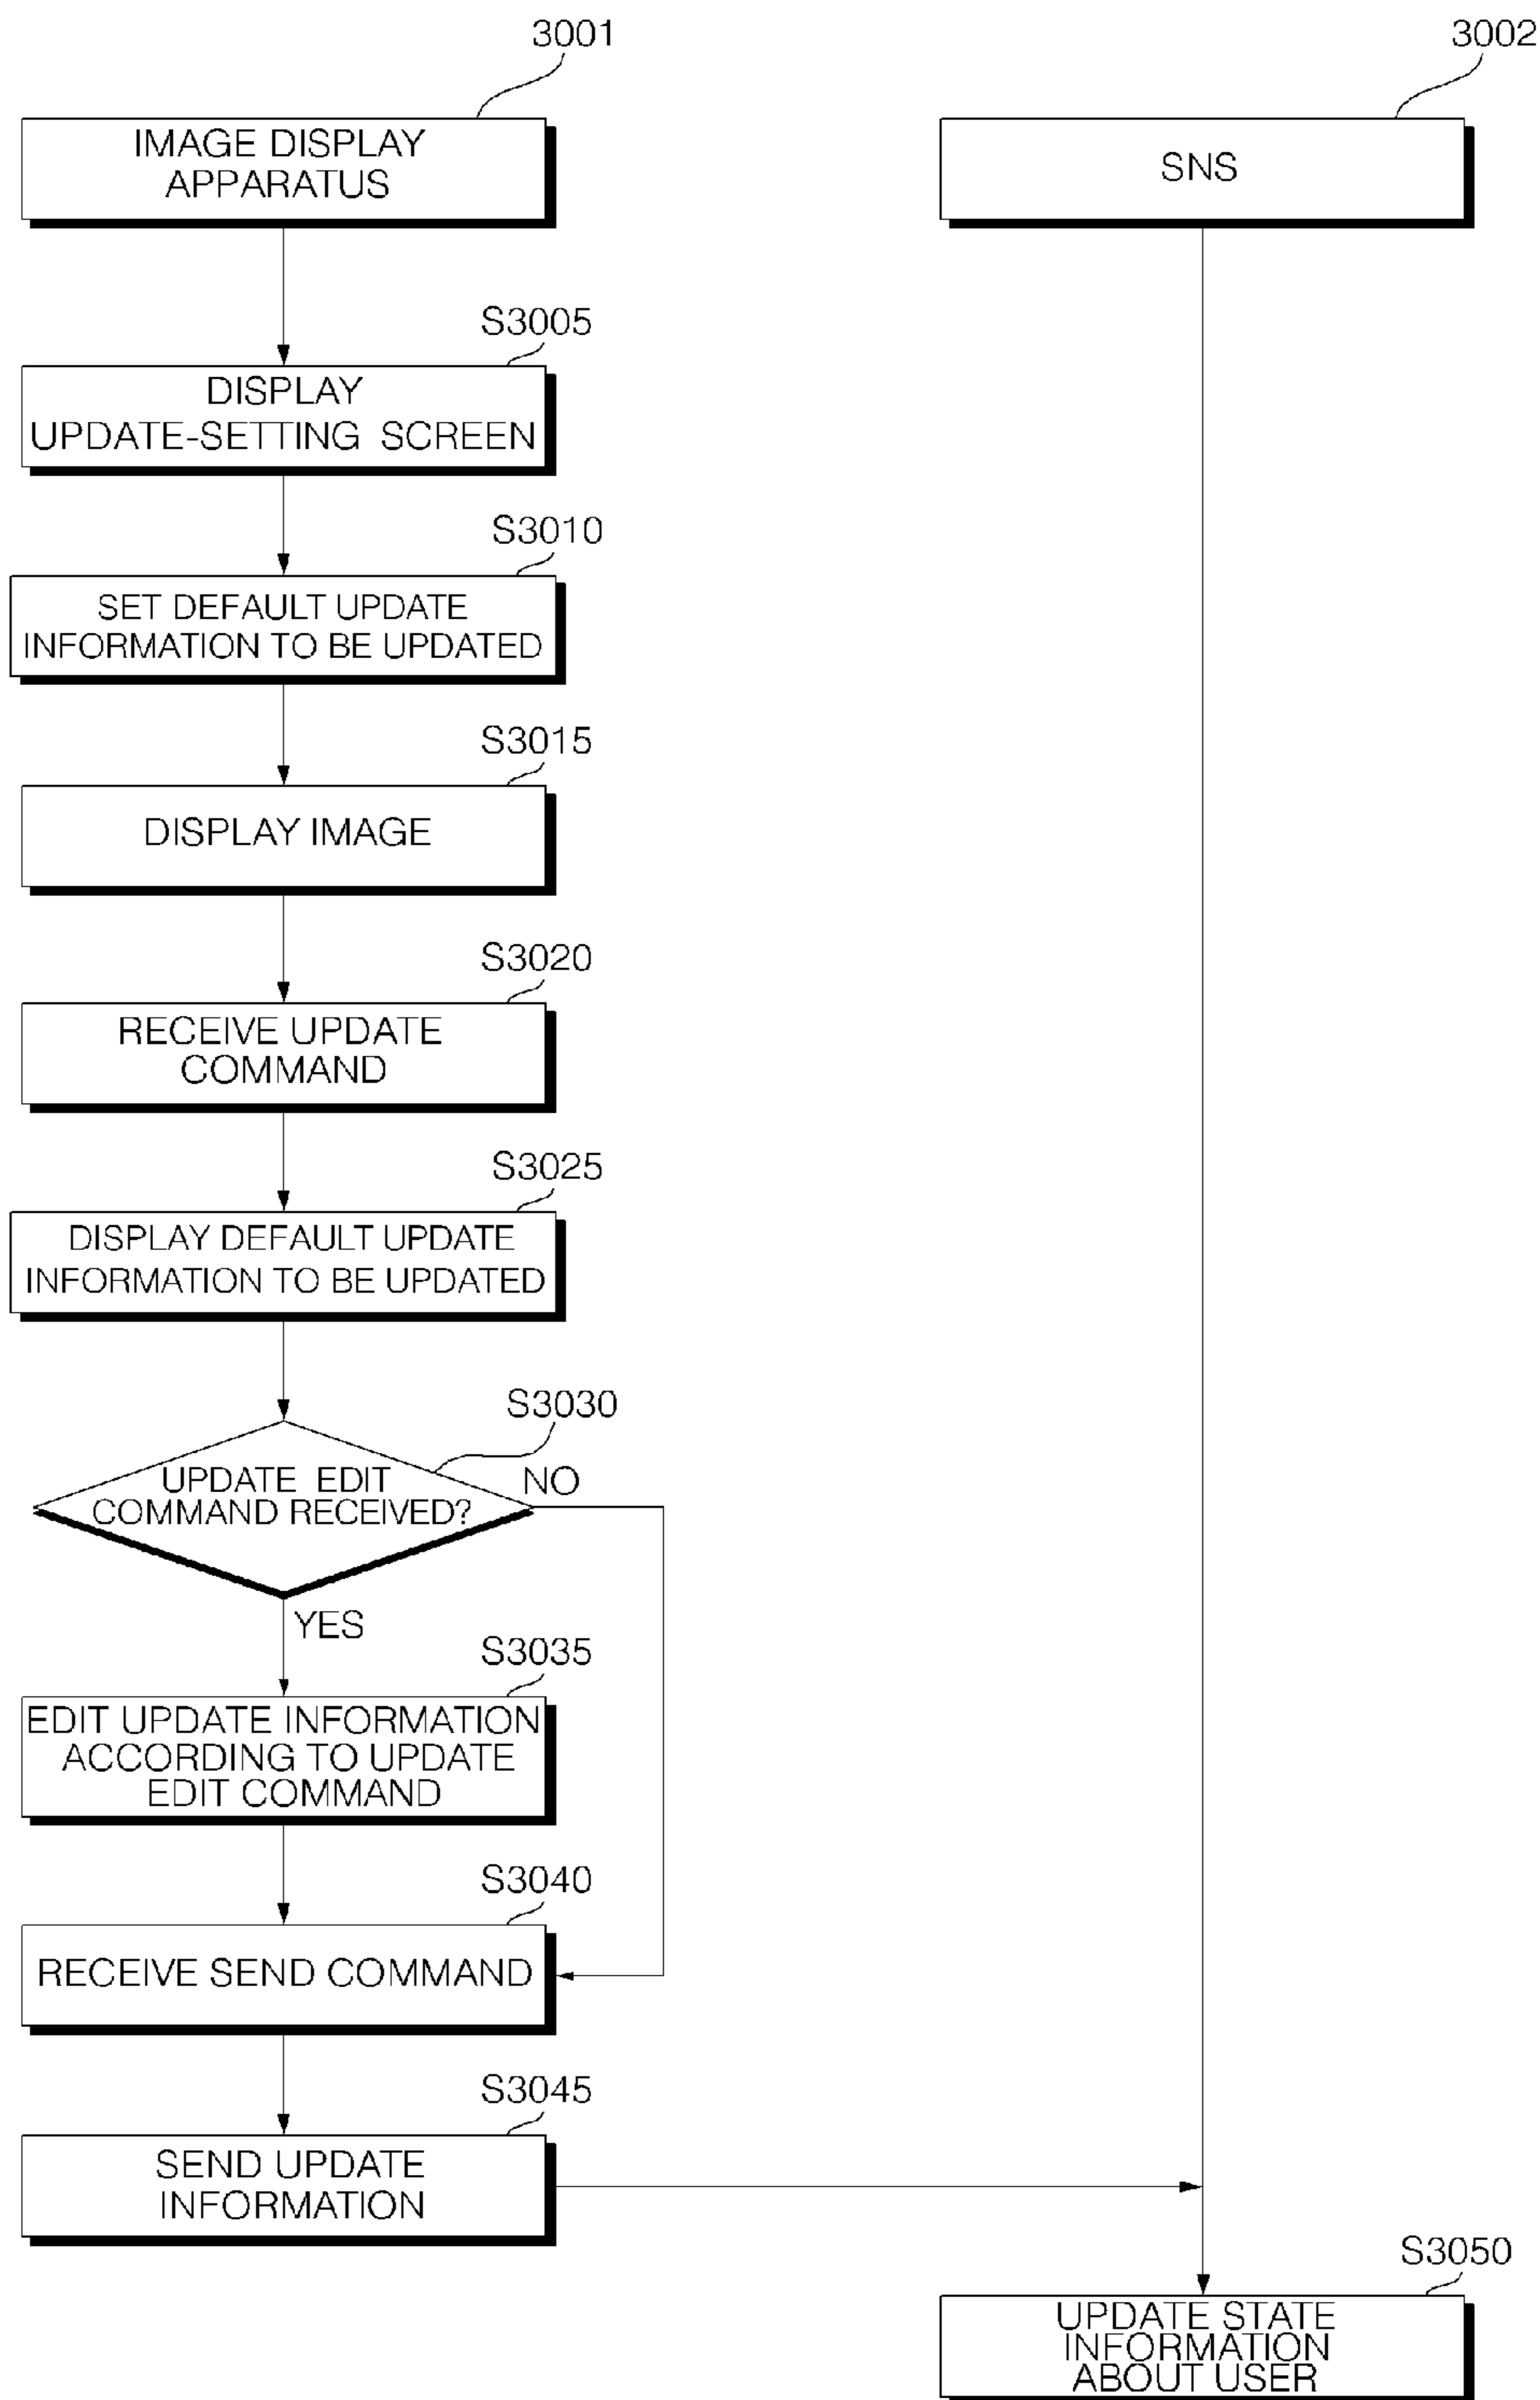 3001
3002
IMAGE DISPLAY
APPARATUS
SNS
S3005
DISPLAY
UPDATE-SETTING SCREEN
S3010
SET DEFAULT UPDATE
INFORMATION TO BE UPDATED
S3015
DISPLAY IMAGE
S3020
RECEIVE UPDATE
COMMAND
S3025
DISPLAY DEFAULT UPDATE
INFORMATION TO BE UPDATED
S3030
UPDATE EDIT
COMMAND RECEIVED?
NO
YES
S3035
EDIT UPDATE INFORMATION
ACCORDING TO UPDATE
EDIT COMMAND
S3040
RECEIVE SEND COMMAND
S3045
SEND UPDATE
INFORMATION
S3050
UPDATE STATE
INFORMATION
ABOUT USER